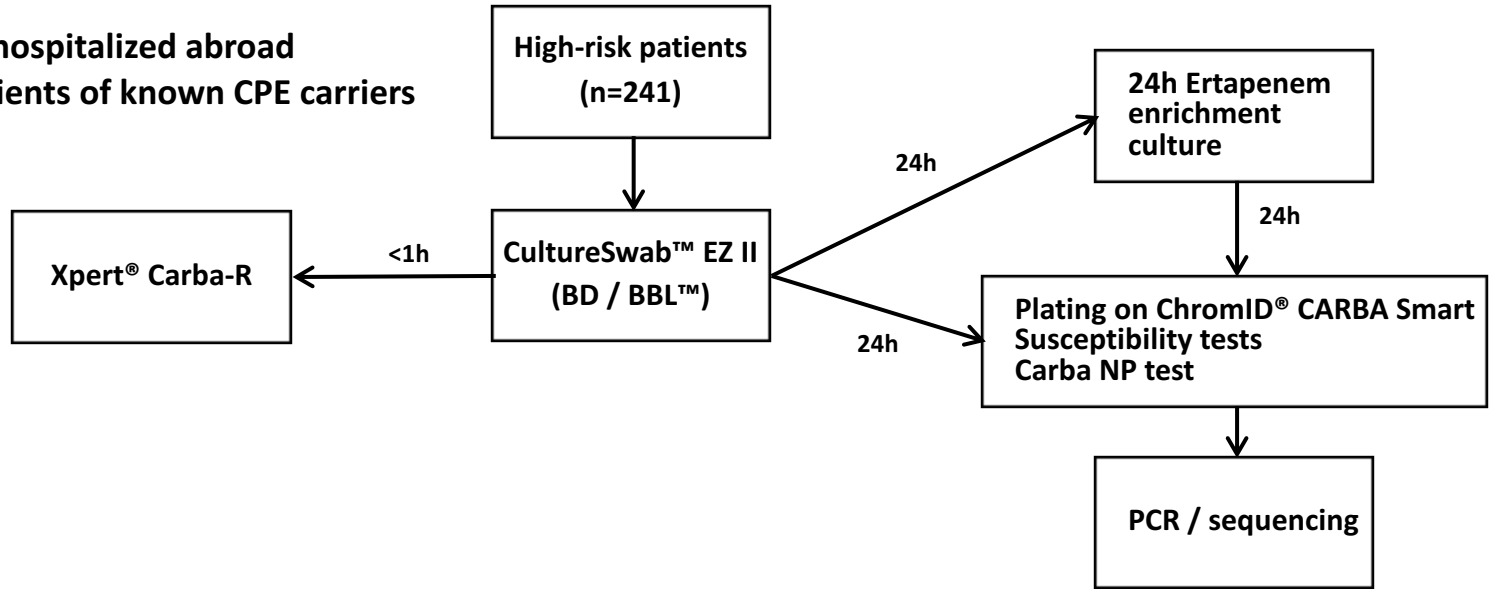 hospitalized abroad
ients of known CPE carriers
High-risk patients
(n=241)
24h Ertapenem
enrichment
culture
24h
24h
<1h
Xpert® Carba-R
CultureSwab™ EZ II
(BD / BBL™)
24h
Plating on ChromID® CARBA Smart
Susceptibility tests
Carba NP test
PCR / sequencing